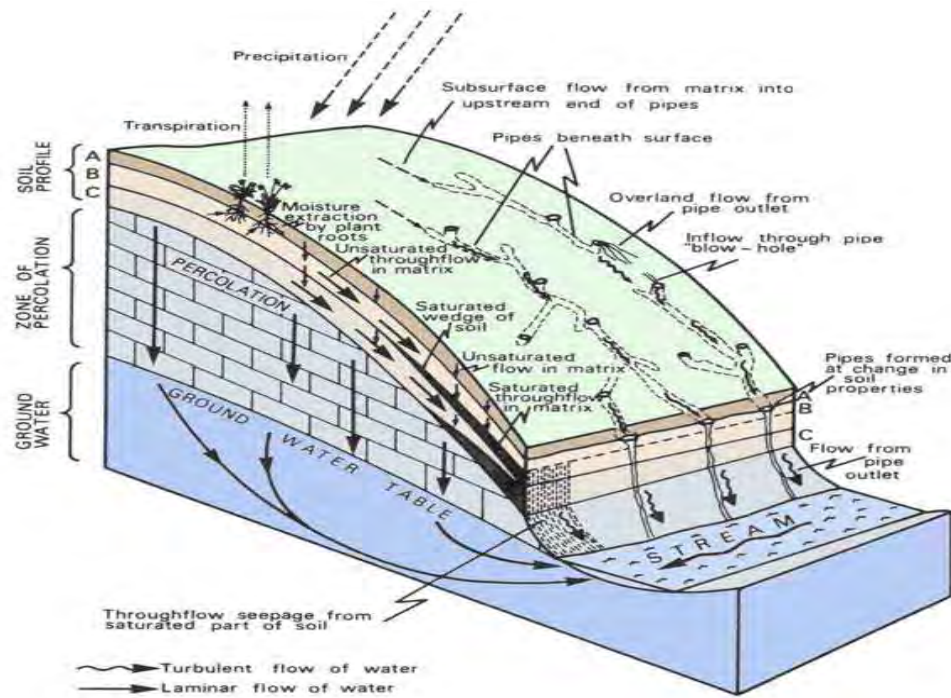 Precipitation
Subsurface flow from matrix into
upstream end of pipes
Transpiration
Pipes beneath surface
SOIL
PROFILE
A
B
C
Overland flow from
pipe outlet
Moisture
extraction
by plant
roots
Inflow through pipe
"blow-hole"
Unsaturated
throughflow
in matrix
ZONE OF
PERCOLATION
PERCOLATION
Saturated
wedge of
soil
Unsaturated
flow in matrix
Saturated
throughflow
in matrix
Pipes formed
at change in
soil
properties
A
B
C
GROUND
WATER
GROUND WATER TABLE
Flow from
pipe
outlet
STREAM
Throughflow seepage from
saturated part of soil
Turbulent flow of water
Laminar flow of water